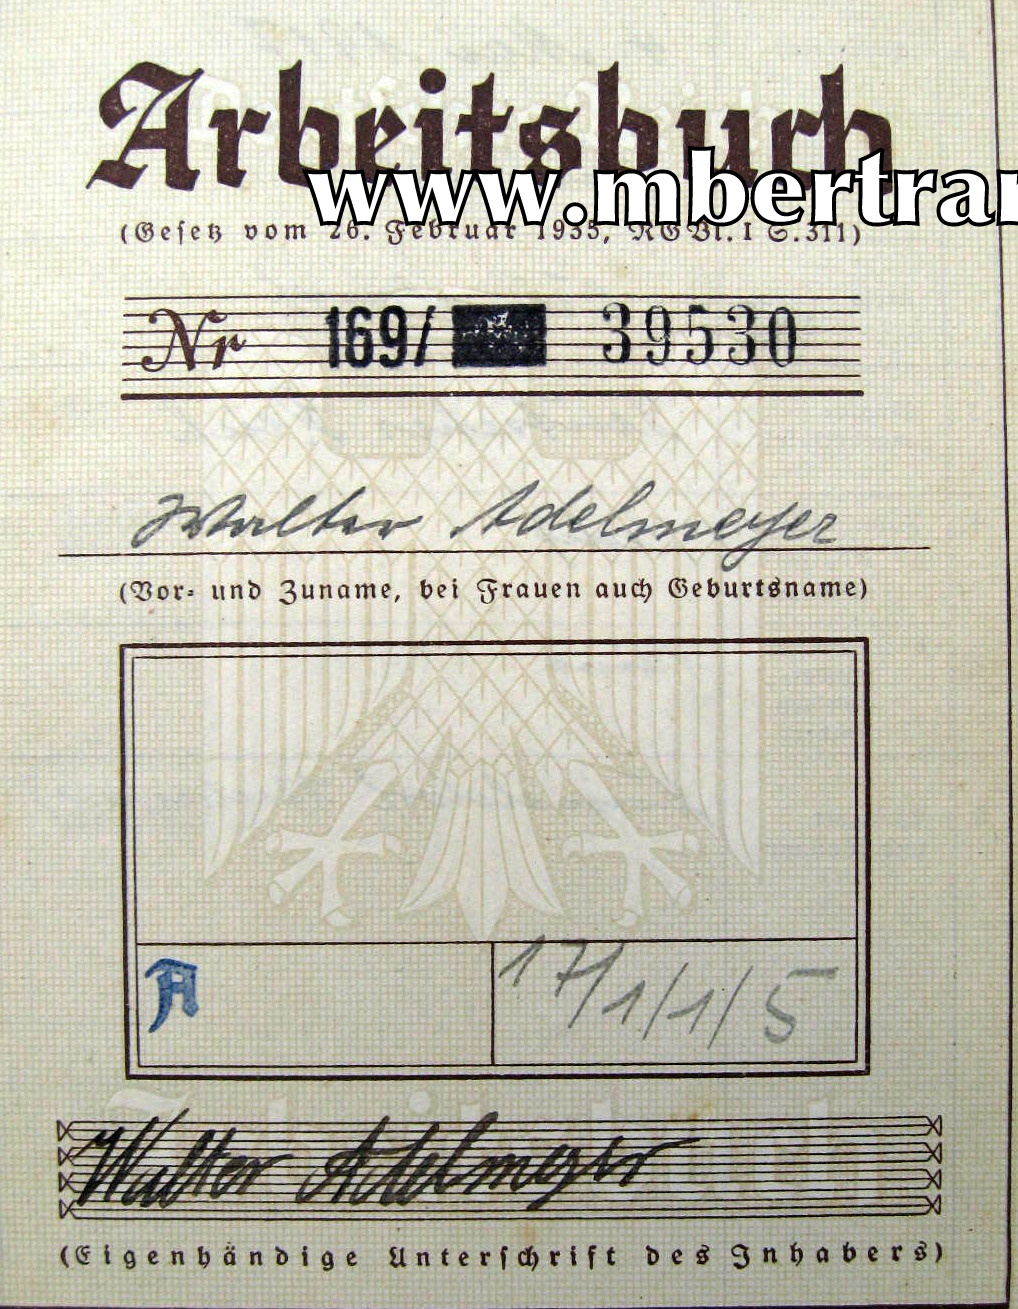 Arbeitsbuch
www.mbertra
(Gesetz vom 26. Februar 1935, RGBl. I S. 311)
Nr 169/ 39530
Walter Adelmeyer
(Vor- und Zuname, bei Frauen auch Geburtsname)
A 17/1/1/5
Walter Adelmeyer
(Eigenhändige Unterschrift des Inhabers)